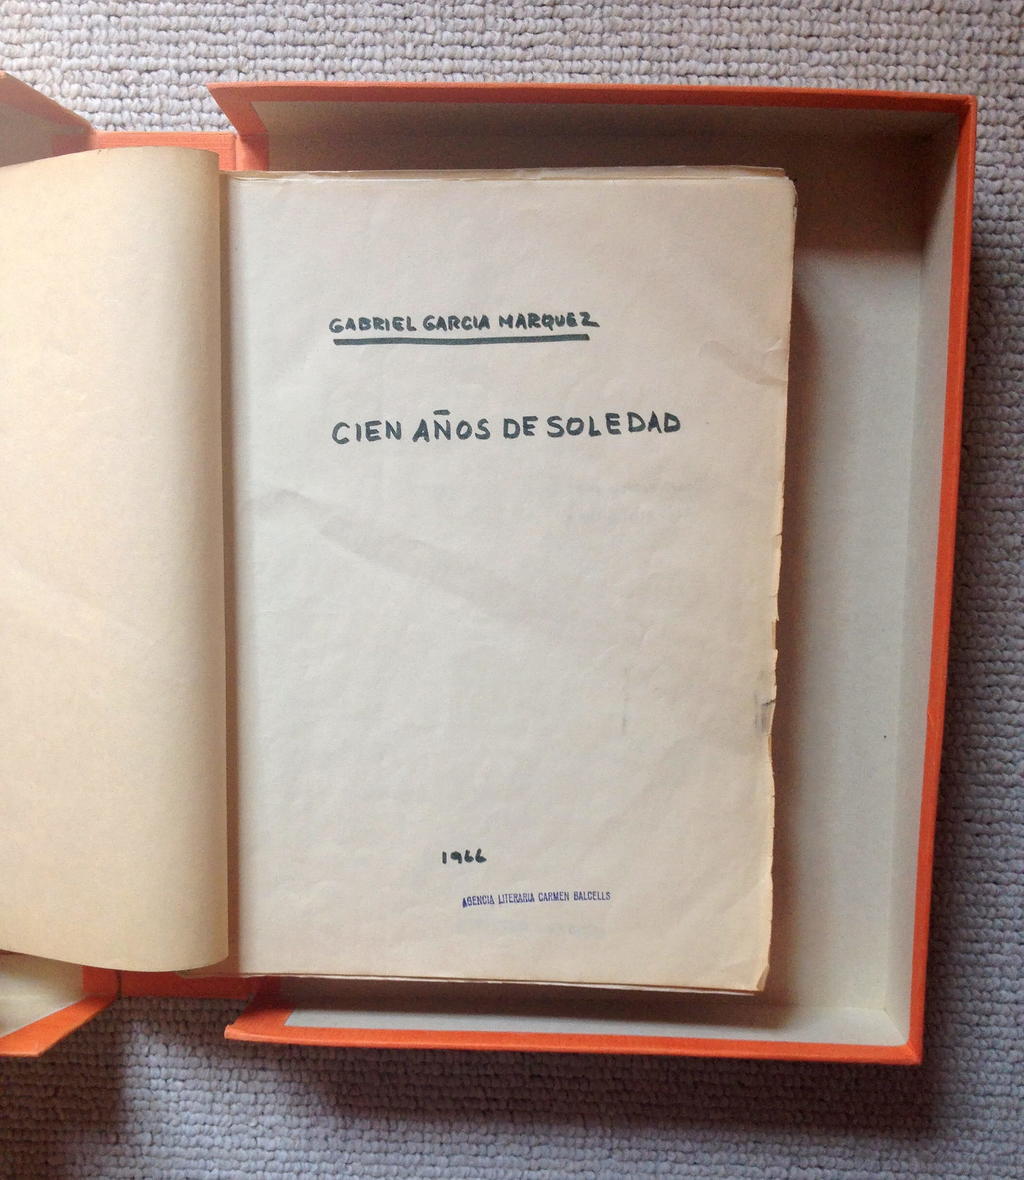 GABRIEL GARCIA MARQUEZ
CIEN AÑOS DE SOLEDAD
1966
AGENCIA LITERARIA CARMEN BALCELLS